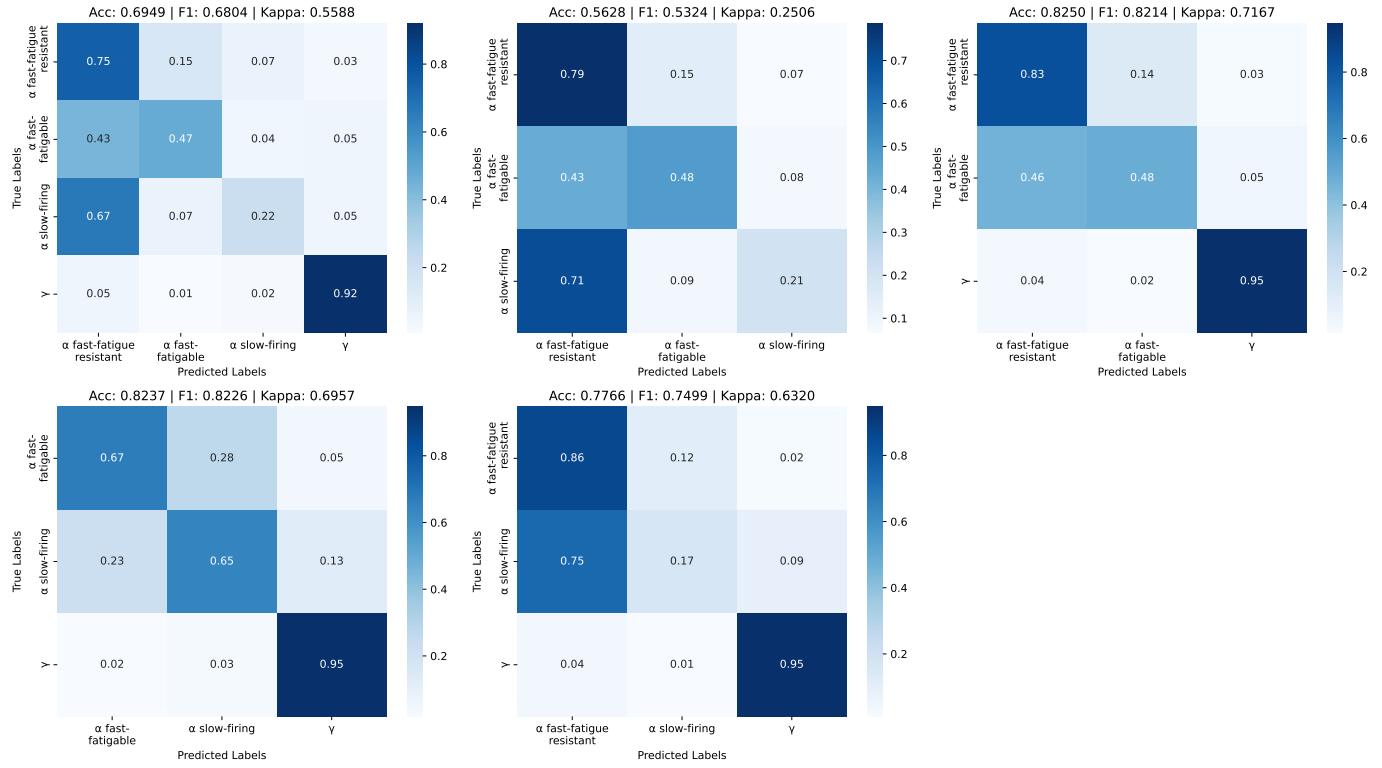 Acc: 0.6949 | F1: 0.6804 | Kappa: 0.5588
True Labels
α fast-fatigue
resistant
α fast-
fatigable
α slow-firing
γ
0.75 0.15 0.07 0.03
0.43 0.47 0.04 0.05
0.67 0.07 0.22 0.05
0.05 0.01 0.02 0.92
α fast-fatigue
resistant
α fast-
fatigable
α slow-firing
γ
Predicted Labels
0.8
0.6
0.4
0.2
Acc: 0.5628 | F1: 0.5324 | Kappa: 0.2506
True Labels
α fast-fatigue
resistant
α fast-
fatigable
α slow-firing
0.79 0.15 0.07
0.43 0.48 0.08
0.71 0.09 0.21
α fast-fatigue
resistant
α fast-
fatigable
α slow-firing
Predicted Labels
0.7
0.6
0.5
0.4
0.3
0.2
0.1
Acc: 0.8250 | F1: 0.8214 | Kappa: 0.7167
True Labels
α fast-fatigue
resistant
α fast-
fatigable
γ
0.83 0.14 0.03
0.46 0.48 0.05
0.04 0.02 0.95
α fast-fatigue
resistant
α fast-
fatigable
γ
Predicted Labels
0.8
0.6
0.4
0.2
Acc: 0.8237 | F1: 0.8226 | Kappa: 0.6957
True Labels
α fast-
fatigable
α slow-firing
γ
0.67 0.28 0.05
0.23 0.65 0.13
0.02 0.03 0.95
α fast-
fatigable
α slow-firing
γ
Predicted Labels
0.8
0.6
0.4
0.2
Acc: 0.7766 | F1: 0.7499 | Kappa: 0.6320
True Labels
α fast-fatigue
resistant
α slow-firing
γ
0.86 0.12 0.02
0.75 0.17 0.09
0.04 0.01 0.95
α fast-fatigue
resistant
α slow-firing
γ
Predicted Labels
0.8
0.6
0.4
0.2